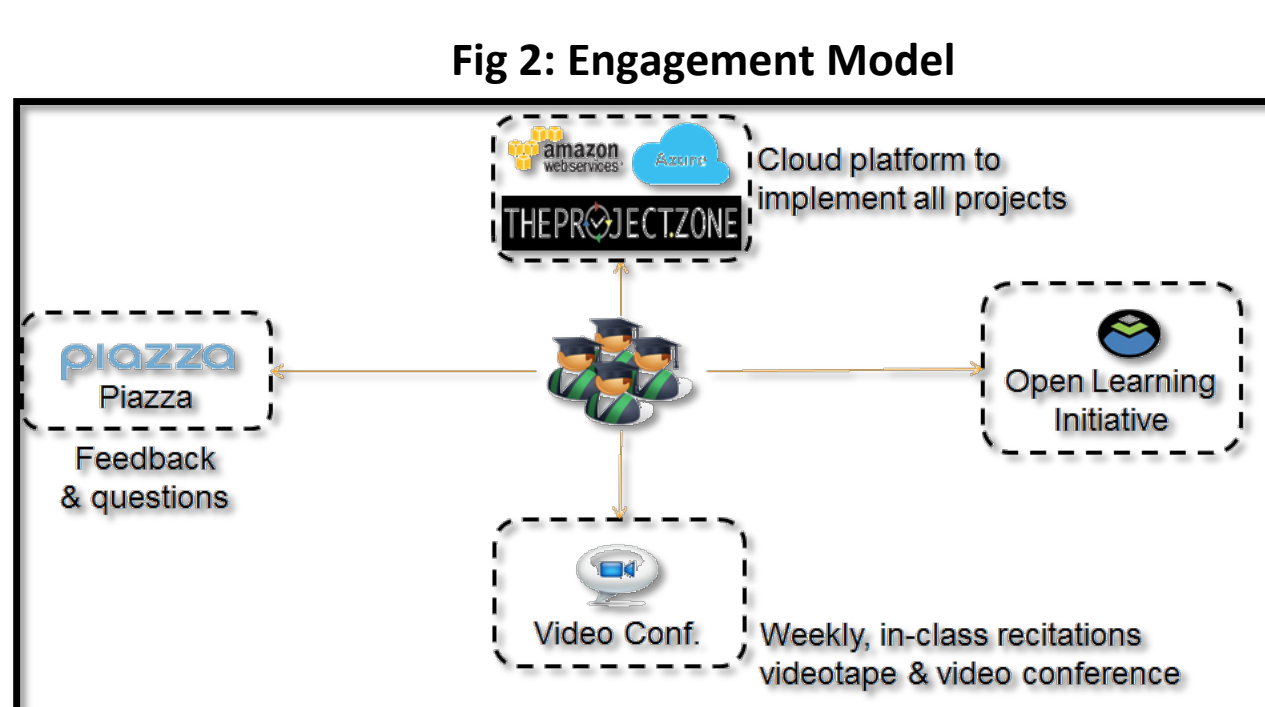 Fig 2: Engagement Model
amazon
webservices
Azure
THEPROJECT.ZONE
Cloud platform to
implement all projects
piazza
Piazza
Feedback
& questions
Open Learning
Initiative
Video Conf.
Weekly, in-class recitations
videotape & video conference